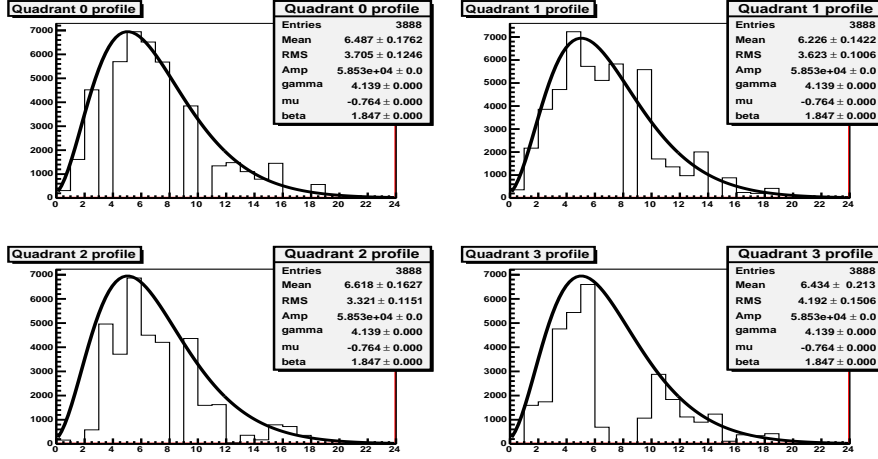 Quadrant 0 profile
Quadrant 0 profile
Entries 3888
Mean 6.487 ± 0.1762
RMS 3.705 ± 0.1246
Amp 5.853e+04 ± 0.0
gamma 4.139 ± 0.000
mu -0.764 ± 0.000
beta 1.847 ± 0.000
7000
6000
5000
4000
3000
2000
1000
0
0 2 4 6 8 10 12 14 16 18 20 22 24
Quadrant 1 profile
Quadrant 1 profile
Entries 3888
Mean 6.226 ± 0.1422
RMS 3.623 ± 0.1006
Amp 5.853e+04 ± 0.0
gamma 4.139 ± 0.000
mu -0.764 ± 0.000
beta 1.847 ± 0.000
7000
6000
5000
4000
3000
2000
1000
0
0 2 4 6 8 10 12 14 16 18 20 22 24
Quadrant 2 profile
Quadrant 2 profile
Entries 3888
Mean 6.618 ± 0.1627
RMS 3.321 ± 0.1151
Amp 5.853e+04 ± 0.0
gamma 4.139 ± 0.000
mu -0.764 ± 0.000
beta 1.847 ± 0.000
7000
6000
5000
4000
3000
2000
1000
0
0 2 4 6 8 10 12 14 16 18 20 22 24
Quadrant 3 profile
Quadrant 3 profile
Entries 3888
Mean 6.434 ± 0.213
RMS 4.192 ± 0.1506
Amp 5.853e+04 ± 0.0
gamma 4.139 ± 0.000
mu -0.764 ± 0.000
beta 1.847 ± 0.000
7000
6000
5000
4000
3000
2000
1000
0
0 2 4 6 8 10 12 14 16 18 20 22 24